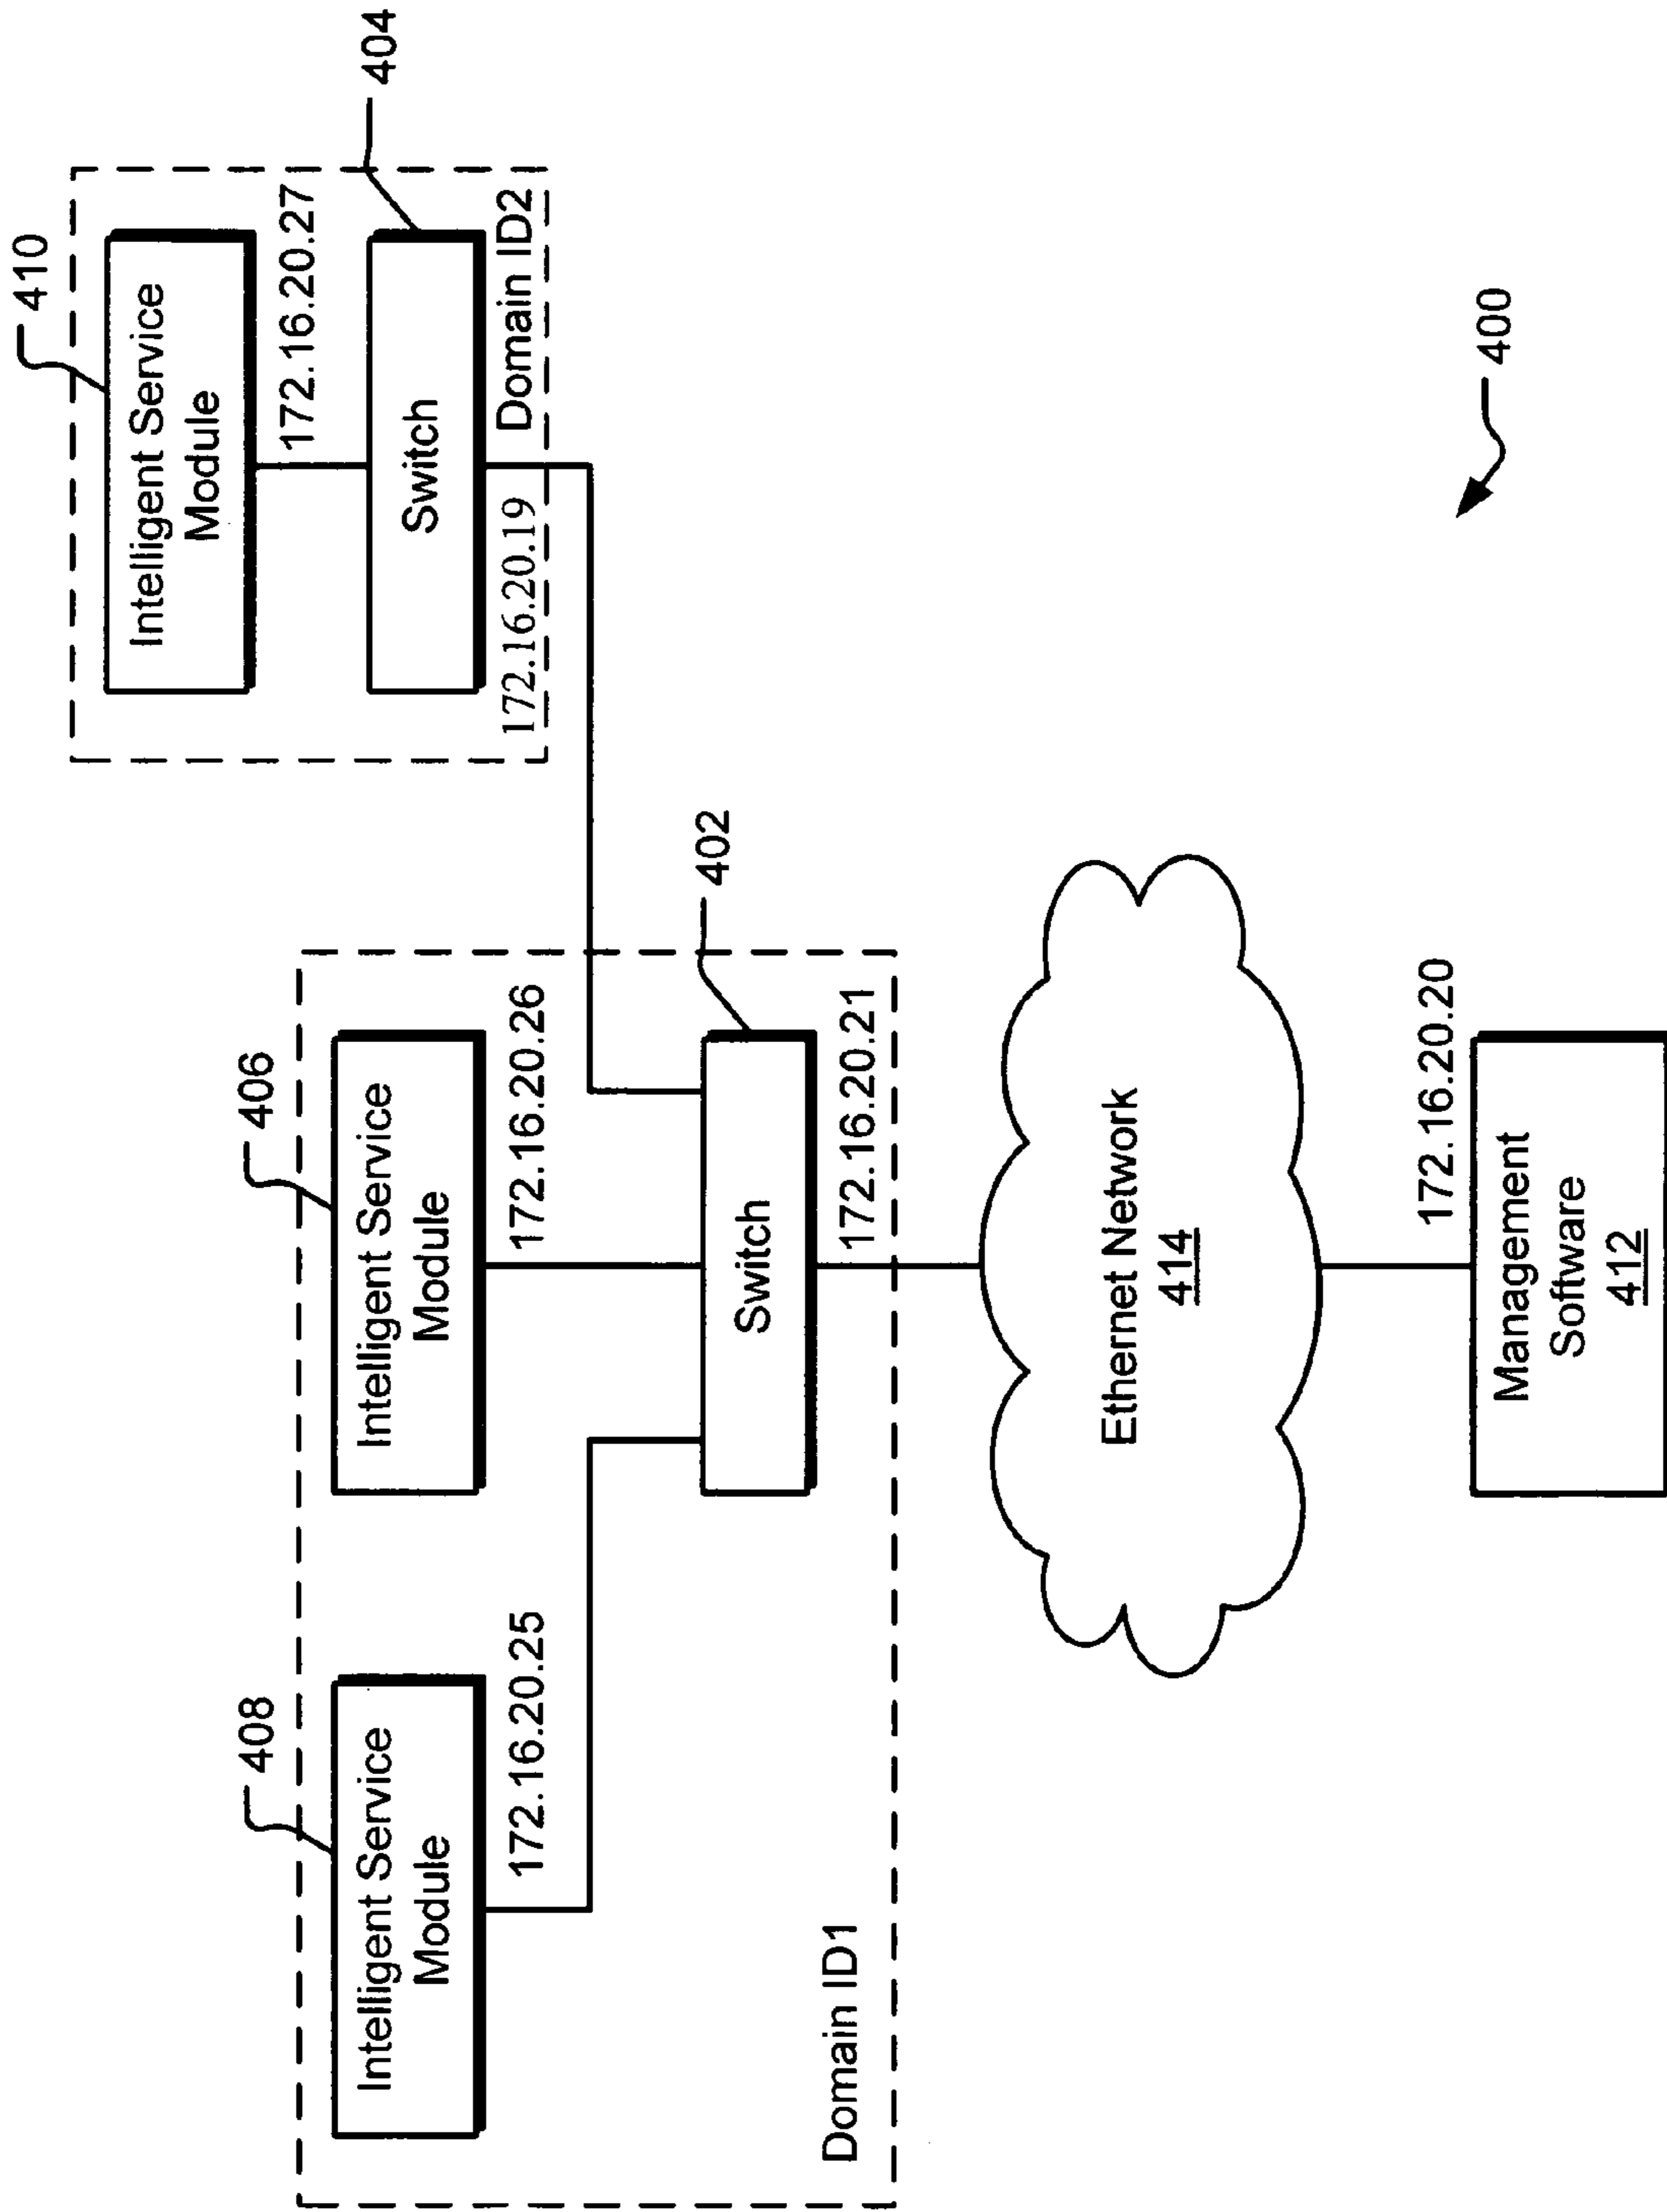 410
Intelligent Service
Module
172.16.20.27
404
Switch
172.16.20.19
Domain ID2
408
Intelligent Service
Module
172.16.20.25
406
Intelligent Service
Module
172.16.20.26
402
Switch
172.16.20.21
Domain ID1
Ethernet Network
414
172.16.20.20
Management
Software
412
400